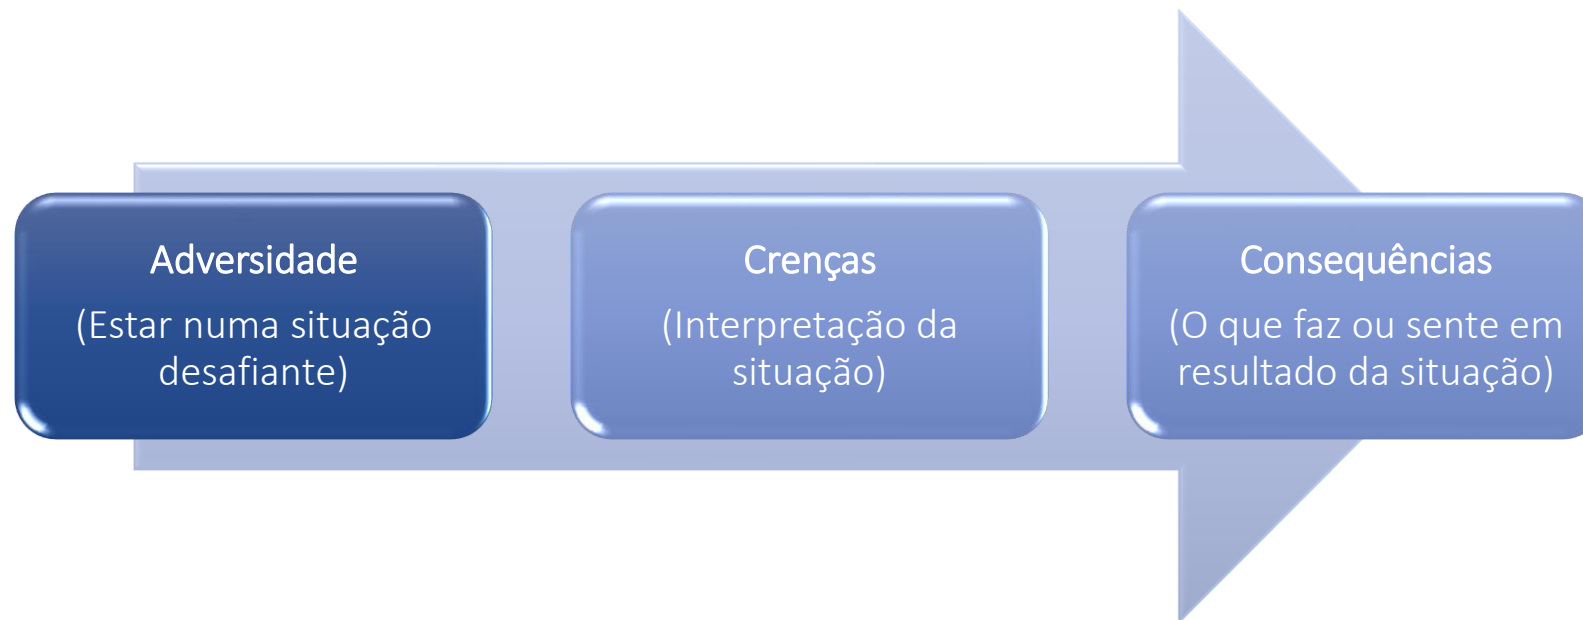 Adversidade
(Estar numa situação
desafiante)
Crenças
(Interpretação da
situação)
Consequências
(O que faz ou sente em
resultado da situação)